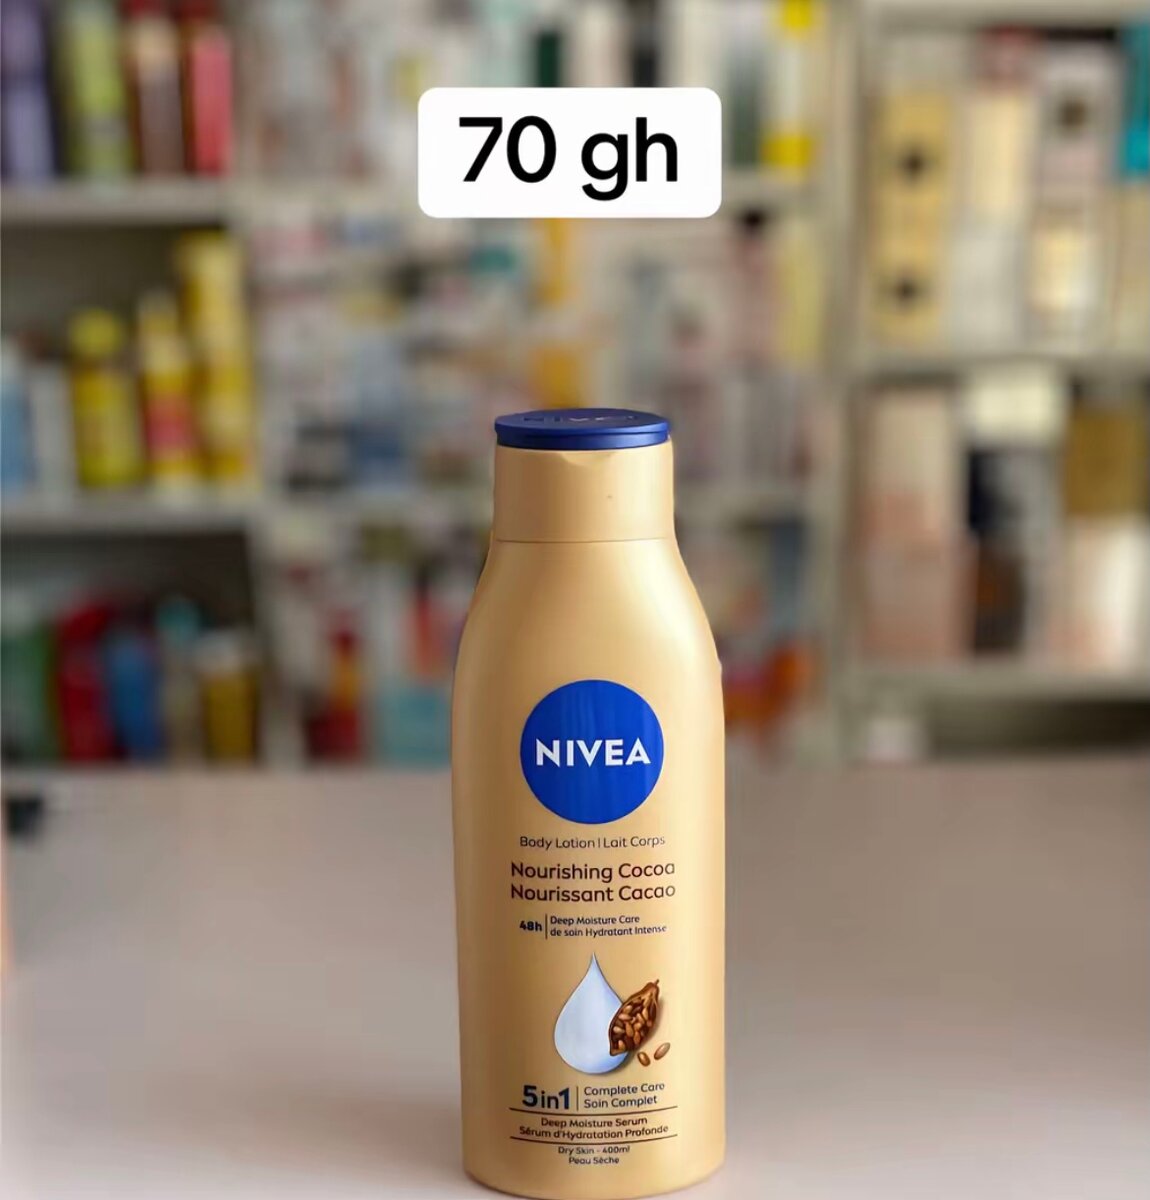 70 gh
NIVEA
NIVEA
Body Lotion | Lait Corps
Nourishing Cocoa
Nourissant Cacao
48h | Deep Moisture Care
de soin Hydratant Intense
5in1 | Complete Care
Soin Complet
Deep Moisture Serum
Sérum d'Hydratation Profonde
Dry Skin - 400ml
Peau Sèche